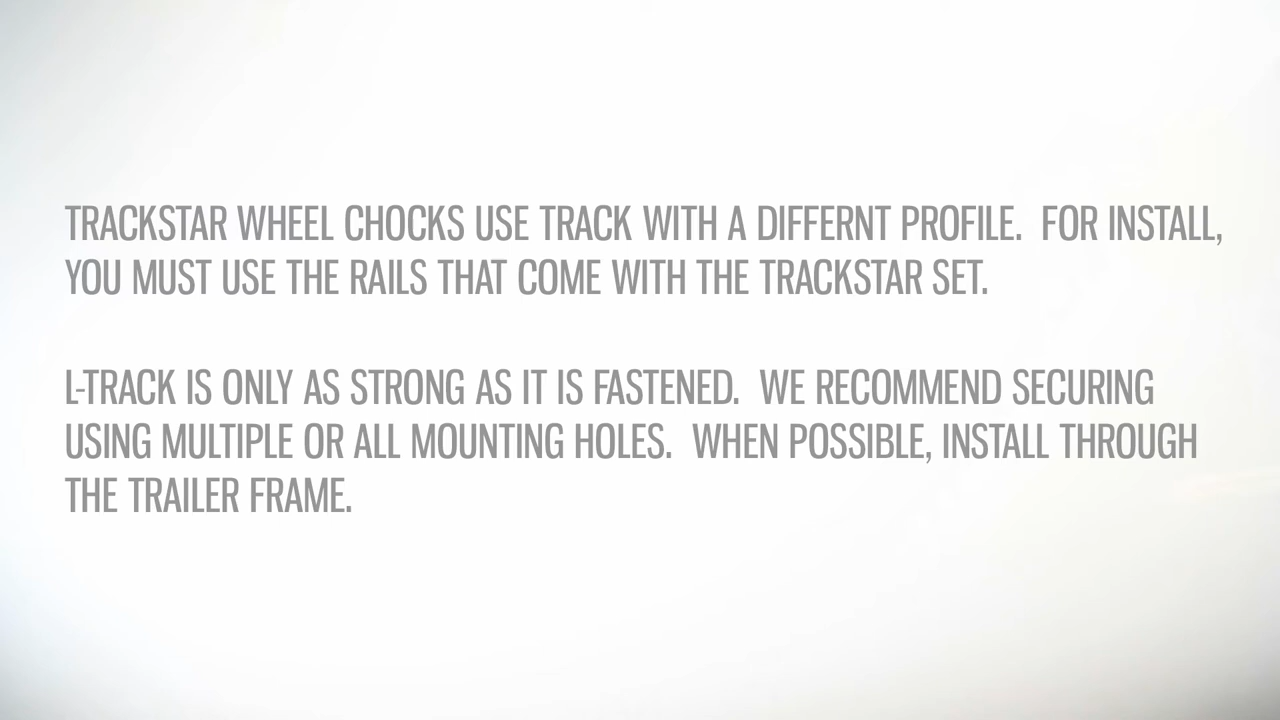 TRACKSTAR WHEEL CHOCKS USE TRACK WITH A DIFFERNT PROFILE.  FOR INSTALL,
YOU MUST USE THE RAILS THAT COME WITH THE TRACKSTAR SET.
L-TRACK IS ONLY AS STRONG AS IT IS FASTENED.  WE RECOMMEND SECURING
USING MULTIPLE OR ALL MOUNTING HOLES.  WHEN POSSIBLE, INSTALL THROUGH
THE TRAILER FRAME.